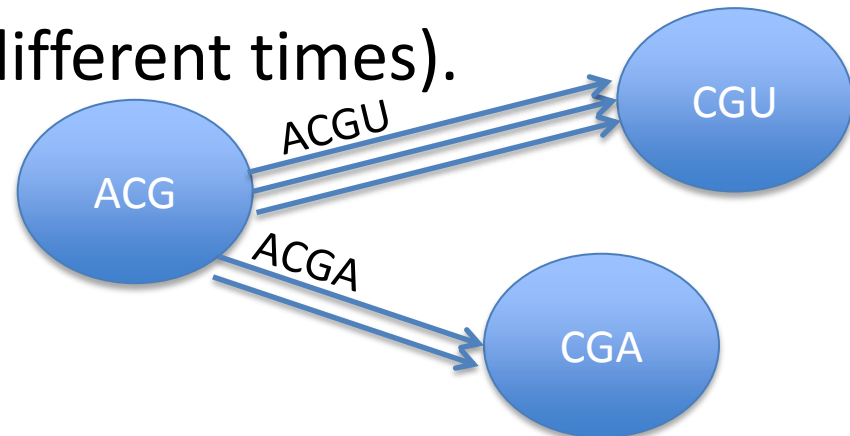 different times).
ACGU
CGU
ACG
ACGA
CGA